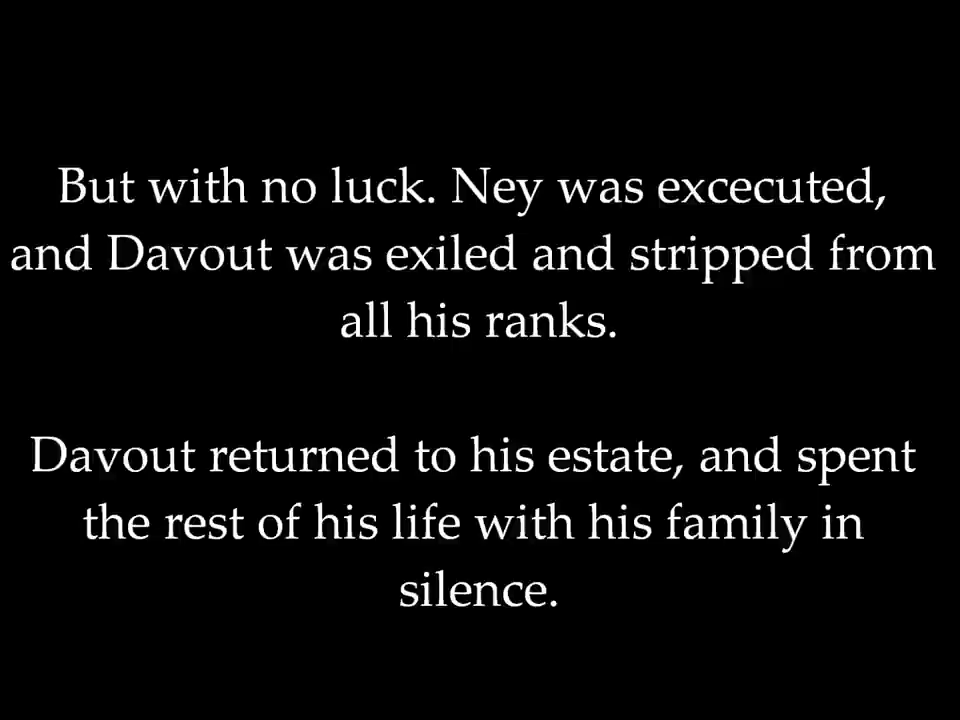 But with no luck. Ney was excecuted,
and Davout was exiled and stripped from
all his ranks.
Davout returned to his estate, and spent
the rest of his life with his family in
silence.